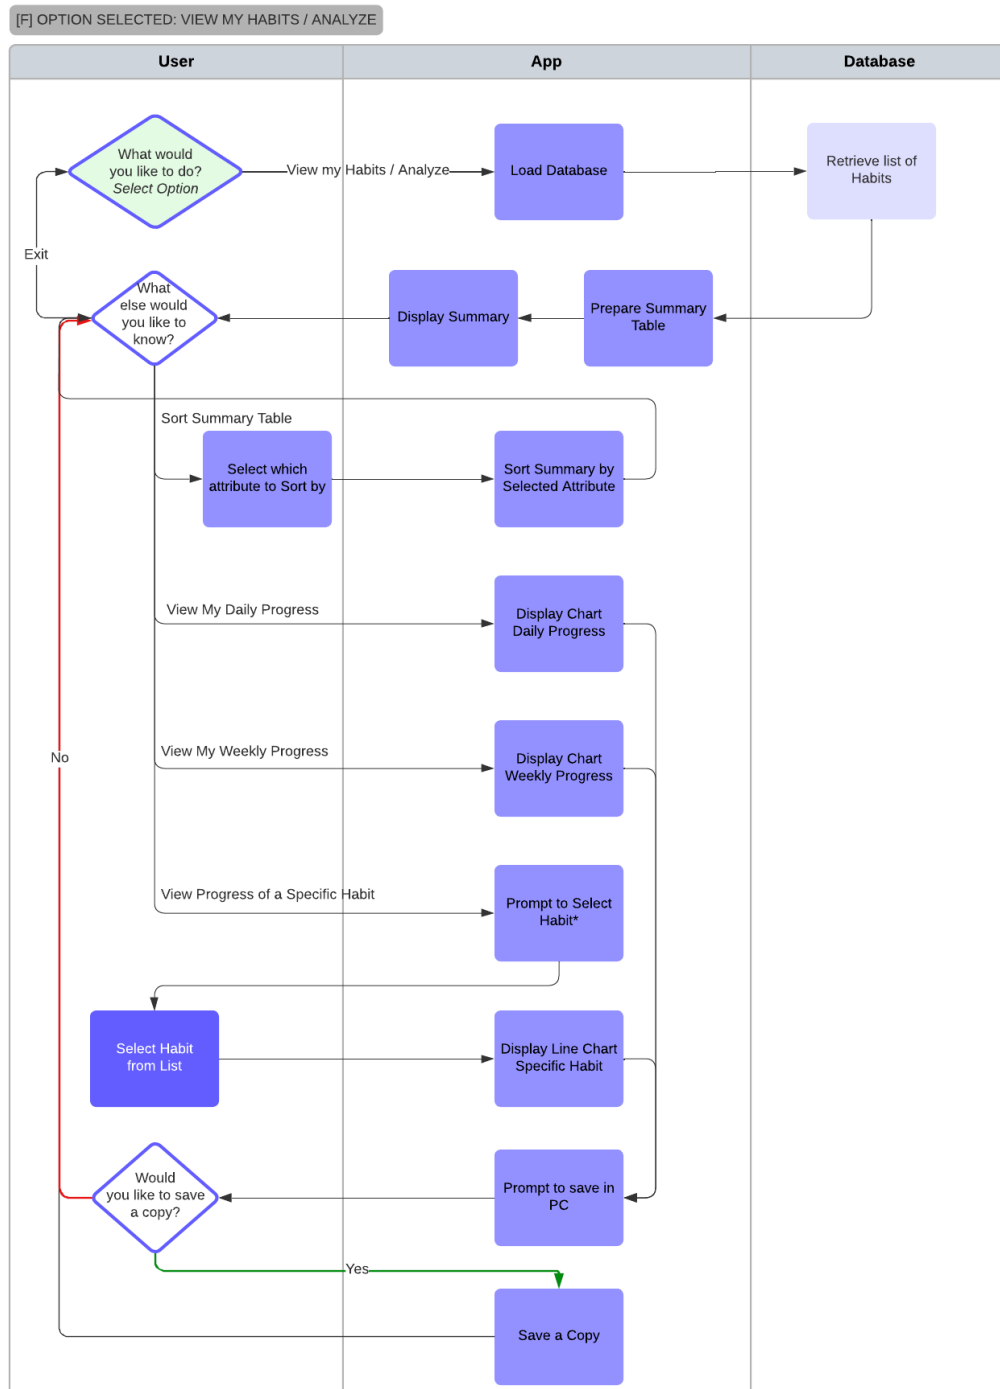 [F] OPTION SELECTED: VIEW MY HABITS / ANALYZE
User
App
Database
What would
you like to do?
Select Option
View my Habits / Analyze
Load Database
Retrieve list of
Habits
Exit
What
else would
you like to
know?
Display Summary
Prepare Summary
Table
Sort Summary Table
Select which
attribute to Sort by
Sort Summary by
Selected Attribute
View My Daily Progress
Display Chart
Daily Progress
No
View My Weekly Progress
Display Chart
Weekly Progress
View Progress of a Specific Habit
Prompt to Select
Habit*
Select Habit
from List
Display Line Chart
Specific Habit
Would
you like to save
a copy?
Prompt to save in
PC
Yes
Save a Copy